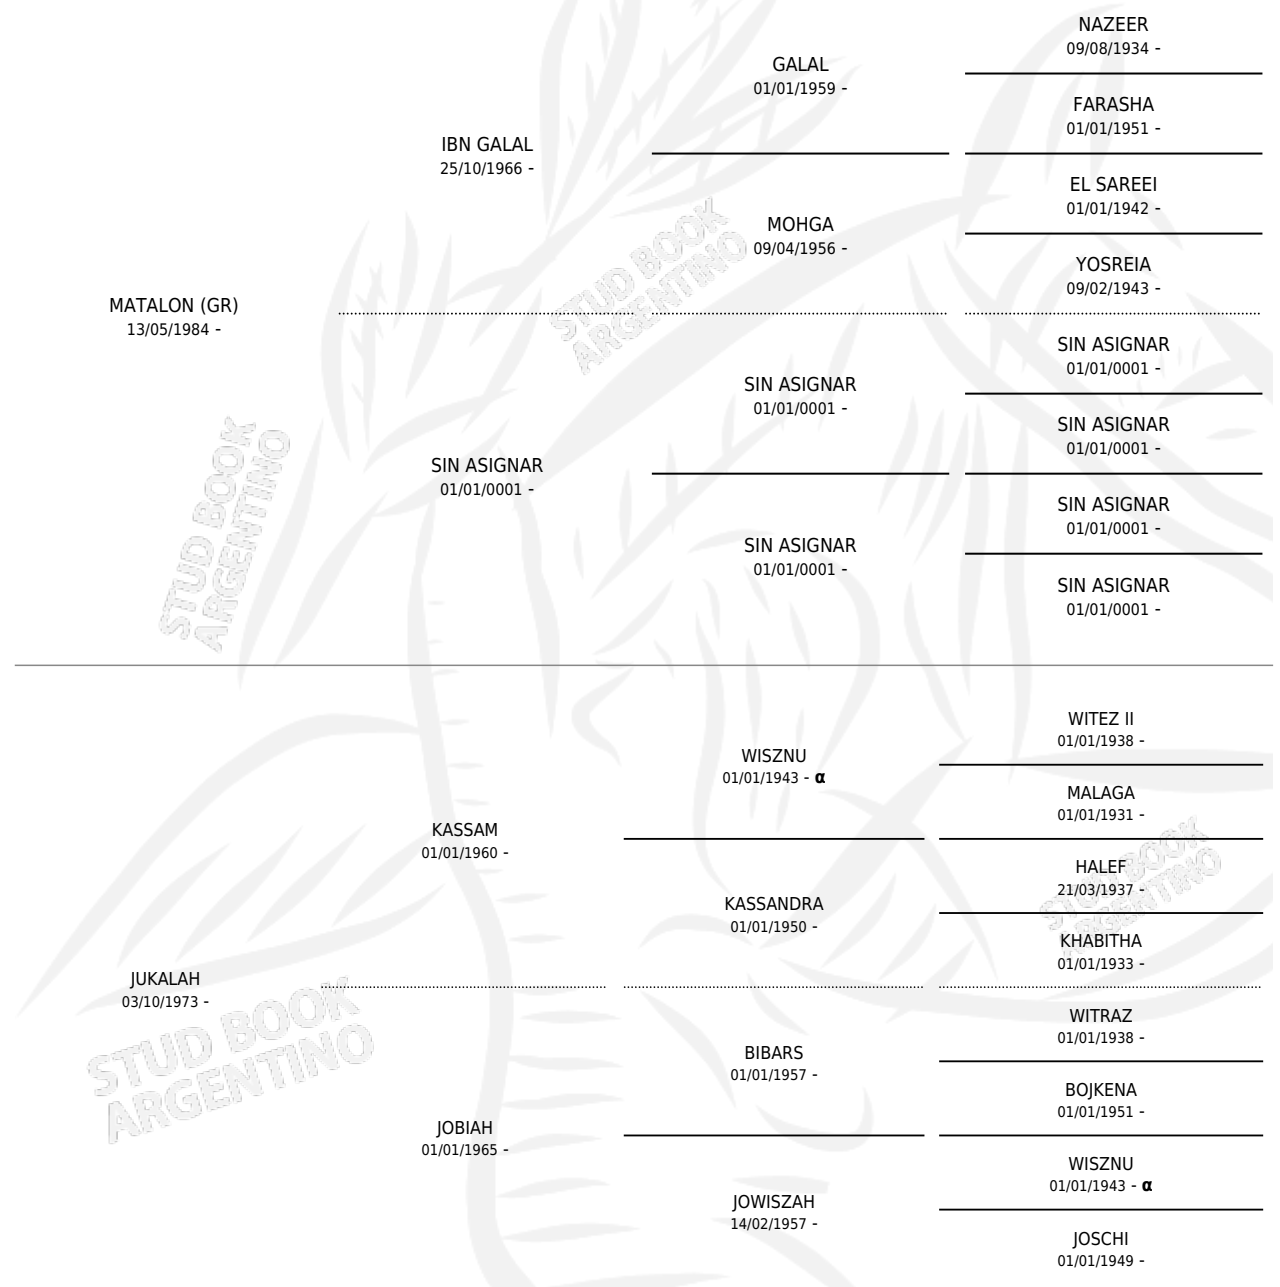 NAZEER
09/08/1934 -
GALAL
01/01/1959 -
FARASHA
01/01/1951 -
IBN GALAL
25/10/1966 -
EL SAREEI
01/01/1942 -
MOHGA
09/04/1956 -
YOSREIA
09/02/1943 -
MATALON (GR)
13/05/1984 -
SIN ASIGNAR
01/01/0001 -
SIN ASIGNAR
01/01/0001 -
SIN ASIGNAR
01/01/0001 -
SIN ASIGNAR
01/01/0001 -
SIN ASIGNAR
01/01/0001 -
SIN ASIGNAR
01/01/0001 -
SIN ASIGNAR
01/01/0001 -
STUD BOOK
ARGENTINO
STUD BOOK
ARGENTINO
WITEZ II
01/01/1938 -
WISZNU
01/01/1943 - α
MALAGA
01/01/1931 -
KASSAM
01/01/1960 -
HALEF
21/03/1937 -
KASSANDRA
01/01/1950 -
KHABITHA
01/01/1933 -
JUKALAH
03/10/1973 -
WITRAZ
01/01/1938 -
BIBARS
01/01/1957 -
BOJKENA
01/01/1951 -
JOBIAH
01/01/1965 -
WISZNU
01/01/1943 - α
JOWISZAH
14/02/1957 -
JOSCHI
01/01/1949 -
STUD BOOK
ARGENTINO
STUD BOOK
ARGENTINO